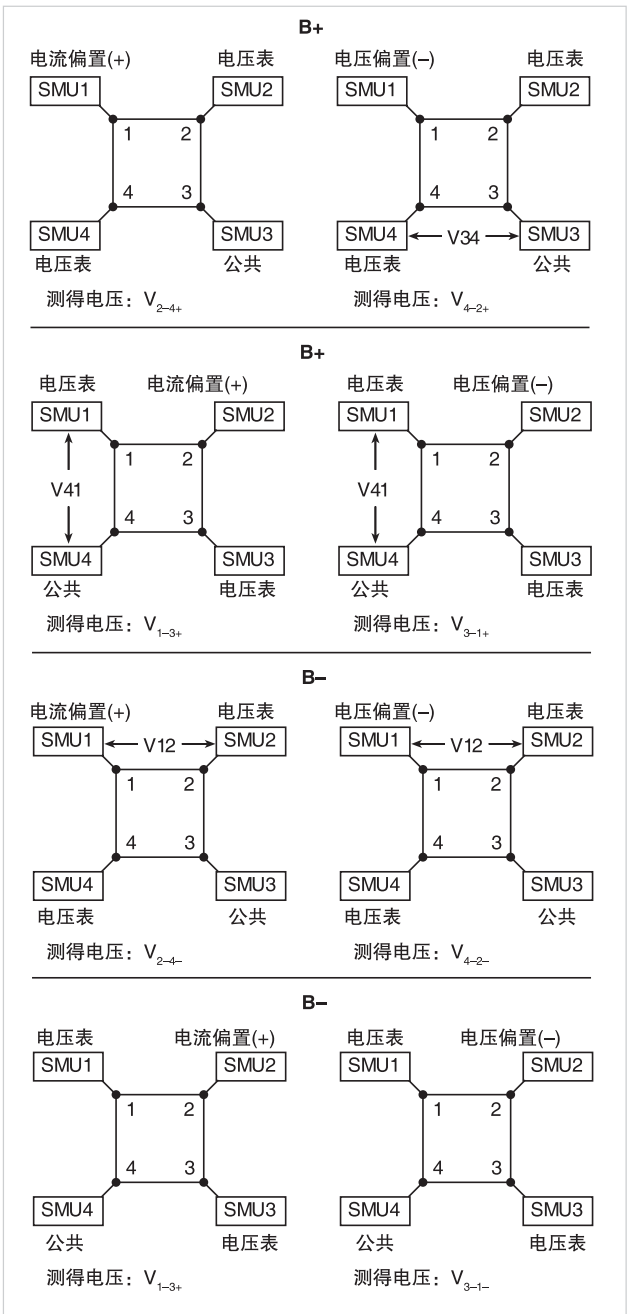 B+
电流偏置(+) 电压表 电压偏置(–) 电压表
SMU1 SMU2 SMU1 SMU2
1 2 1 2
4 3 4 3
SMU4 SMU3 SMU4 V34 SMU3
电压表 公共 电压表 公共
测得电压：V2–4+ 测得电压：V4–2+
B+
电压表 电流偏置(+) 电压表 电压偏置(–)
SMU1 SMU2 SMU1 SMU2
1 2 1 2
V41 V41
4 3 4 3
SMU4 SMU3 SMU4 SMU3
公共 电压表 公共 电压表
测得电压：V1–3+ 测得电压：V3–1+
B–
电流偏置(+) 电压表 电压偏置(–) 电压表
SMU1 V12 SMU2 SMU1 V12 SMU2
1 2 1 2
4 3 4 3
SMU4 SMU3 SMU4 SMU3
电压表 公共 电压表 公共
测得电压：V2–4– 测得电压：V4–2–
B–
电压表 电流偏置(+) 电压表 电压偏置(–)
SMU1 SMU2 SMU1 SMU2
1 2 1 2
4 3 4 3
SMU4 SMU3 SMU4 SMU3
公共 电压表 公共 电压表
测得电压：V1–3+ 测得电压：V3–1–